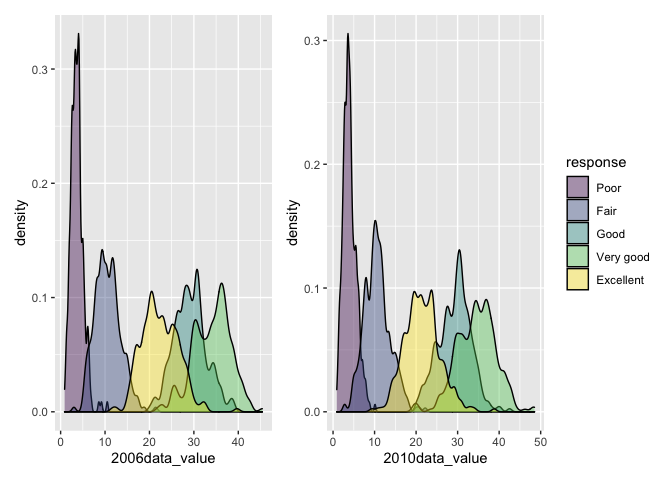 density
0.3
0.2
0.1
0.0
0 10 20 30 40
2006data_value
density
0.3
0.2
0.1
0.0
0 10 20 30 40 50
2010data_value
response
Poor
Fair
Good
Very good
Excellent